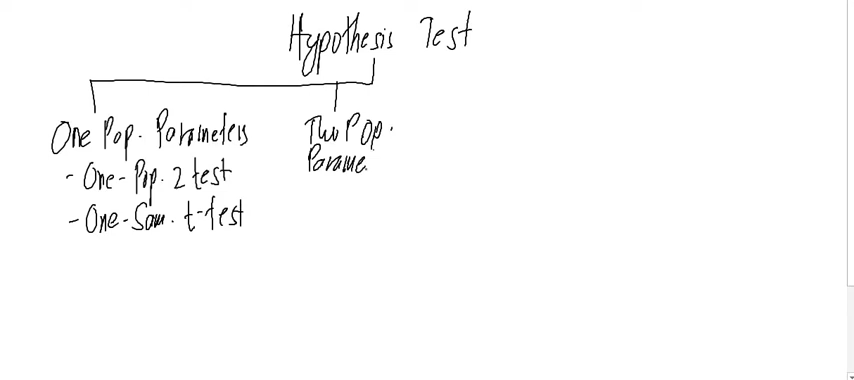 Hypothesis Test
One Pop. Parameters
Two Pop.
Parame.
- One-Pop. Z test
- One-Sam. t-test